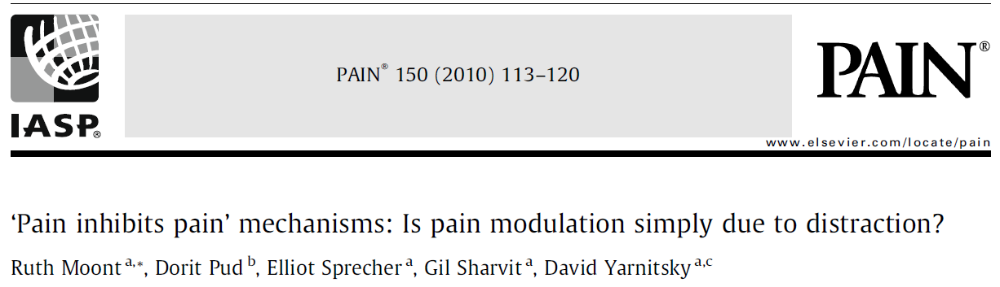 IASP®
PAIN® 150 (2010) 113–120
PAIN®
www.elsevier.com/locate/pain
‘Pain inhibits pain’ mechanisms: Is pain modulation simply due to distraction?
Ruth Moont a,*, Dorit Pud b, Elliot Sprecher a, Gil Sharvit a, David Yarnitsky a,c